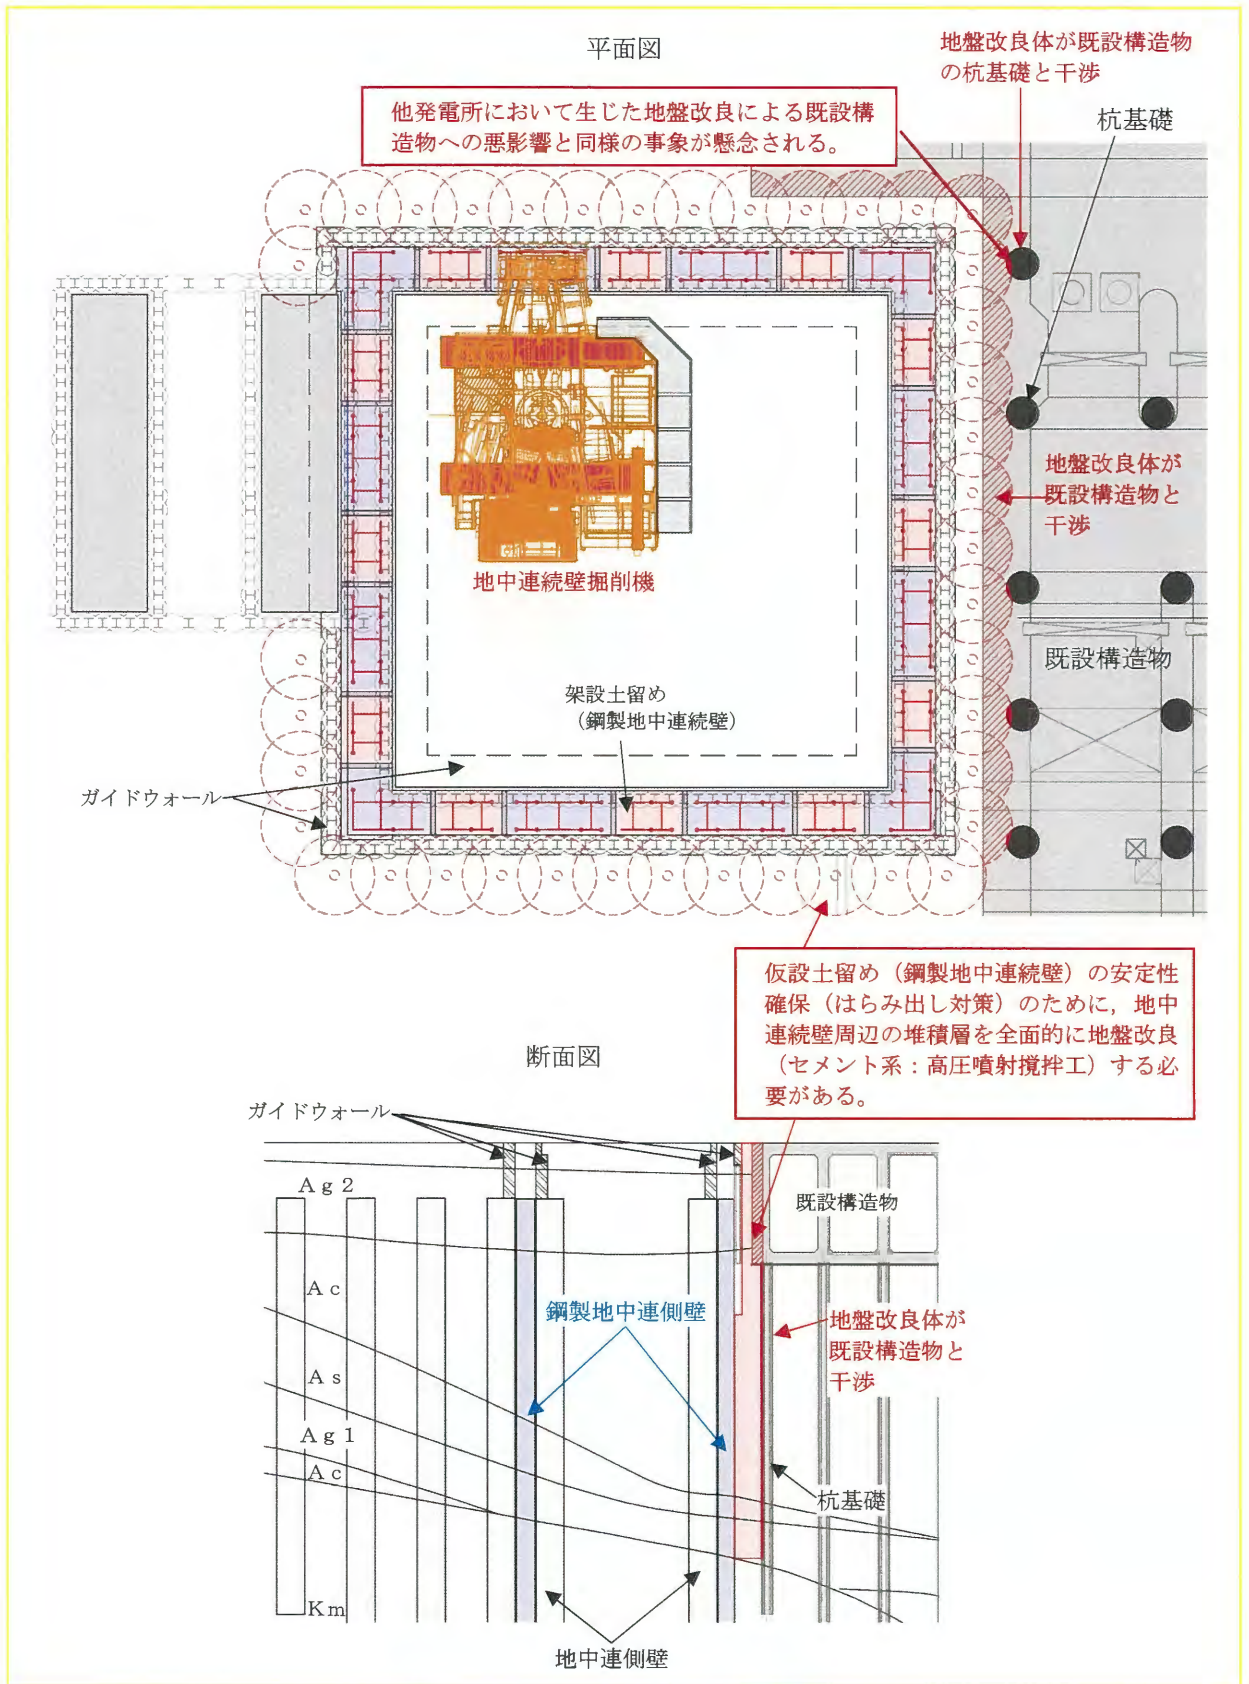 平面図
地盤改良体が既設構造物
の杭基礎と干渉
他発電所において生じた地盤改良による既設構
造物への悪影響と同様の事象が懸念される。
杭基礎
地盤改良体が
既設構造物と
干渉
地中連続壁掘削機
既設構造物
架設土留め
（鋼製地中連続壁）
ガイドウォール
仮設土留め（鋼製地中連続壁）の安定性
確保（はらみ出し対策）のために，地中
連続壁周辺の堆積層を全面的に地盤改良
（セメント系：高圧噴射撹拌工）する必
要がある。
断面図
ガイドウォール
Ａｇ２
既設構造物
Ａｃ
鋼製地中連側壁
地盤改良体が
既設構造物と
干渉
Ａｓ
Ａｇ１
Ａｃ
杭基礎
Ｋｍ
地中連側壁